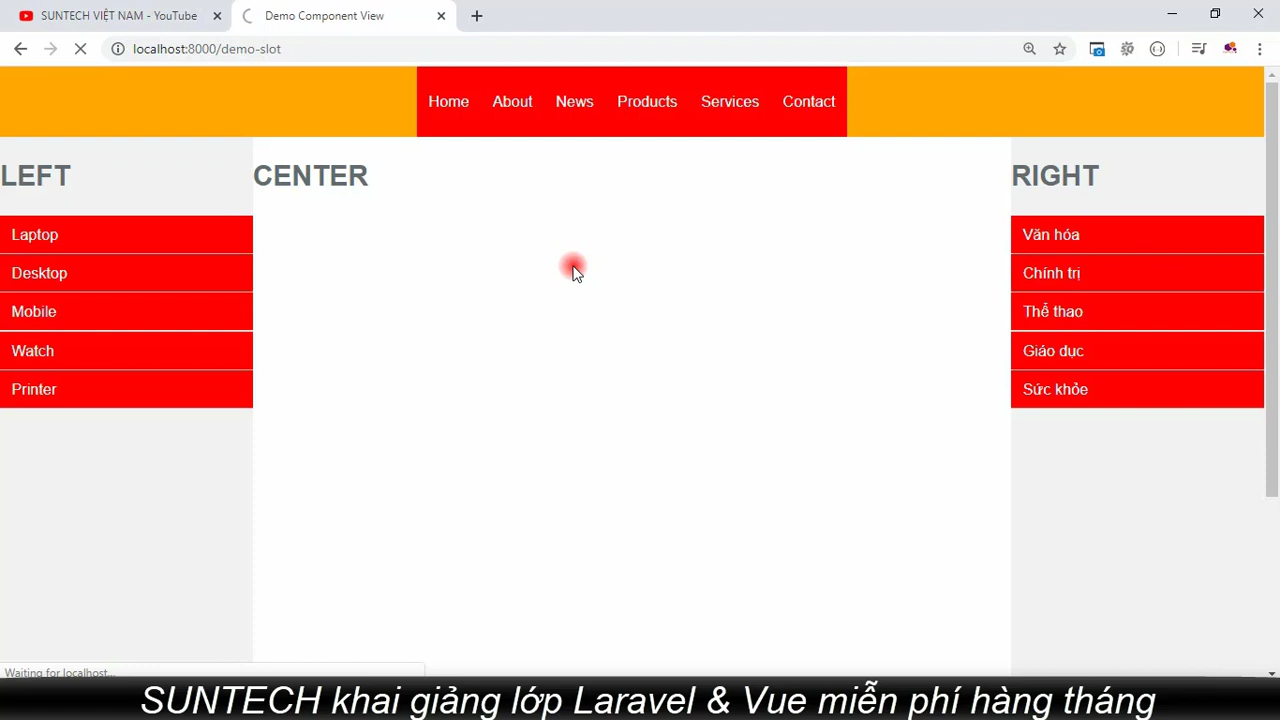 SUNTECH VIỆT NAM - YouTube
Demo Component View
localhost:8000/demo-slot
Home About News Products Services Contact
LEFT
CENTER
RIGHT
Laptop
Desktop
Mobile
Watch
Printer
Văn hóa
Chính trị
Thể thao
Giáo dục
Sức khỏe
Waiting for localhost...
SUNTECH khai giảng lớp Laravel & Vue miễn phí hàng tháng